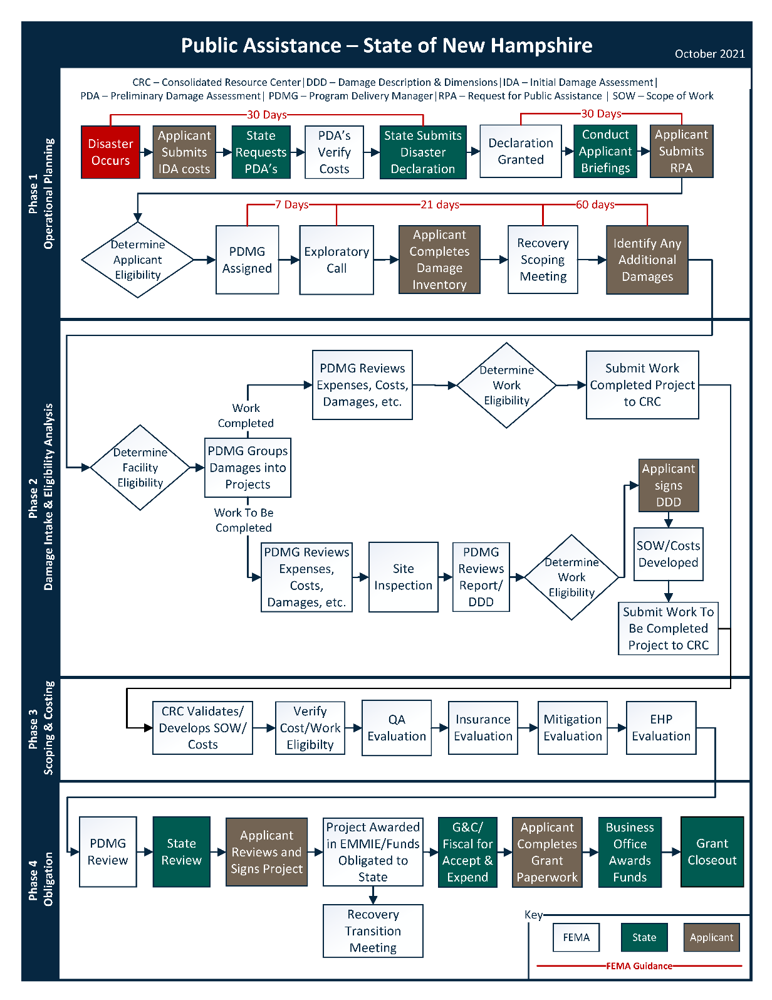 Public Assistance – State of New Hampshire
October 2021
CRC – Consolidated Resource Center|DDD – Damage Description & Dimensions|IDA – Initial Damage Assessment|
PDA – Preliminary Damage Assessment| PDMG – Program Delivery Manager|RPA – Request for Public Assistance | SOW – Scope of Work
Phase 1
Operational Planning
30 Days
30 Days
Disaster
Occurs
Applicant
Submits
IDA costs
State
Requests
PDA's
PDA's
Verify
Costs
State Submits
Disaster
Declaration
Declaration
Granted
Conduct
Applicant
Briefings
Applicant
Submits
RPA
7 Days
21 days
60 days
Determine
Applicant
Eligibility
PDMG
Assigned
Exploratory
Call
Applicant
Completes
Damage
Inventory
Recovery
Scoping
Meeting
Identify Any
Additional
Damages
Phase 2
Damage Intake & Eligibility Analysis
Determine
Facility
Eligibility
PDMG Groups
Damages into
Projects
Work
Completed
PDMG Reviews
Expenses, Costs,
Damages, etc.
Determine
Work
Eligibility
Submit Work
Completed Project
to CRC
Work To Be
Completed
PDMG Reviews
Expenses,
Costs,
Damages, etc.
Site
Inspection
PDMG
Reviews
Report/
DDD
Determine
Work
Eligibility
Applicant
signs
DDD
SOW/Costs
Developed
Submit Work To
Be Completed
Project to CRC
Phase 3
Scoping & Costing
CRC Validates/
Develops SOW/
Costs
Verify
Cost/Work
Eligibilty
QA
Evaluation
Insurance
Evaluation
Mitigation
Evaluation
EHP
Evaluation
Phase 4
Obligation
PDMG
Review
State
Review
Applicant
Reviews and
Signs Project
Project Awarded
in EMMIE/Funds
Obligated to
State
G&C/
Fiscal for
Accept &
Expend
Applicant
Completes
Grant
Paperwork
Business
Office
Awards
Funds
Grant
Closeout
Recovery
Transition
Meeting
Key
FEMA
State
Applicant
FEMA Guidance